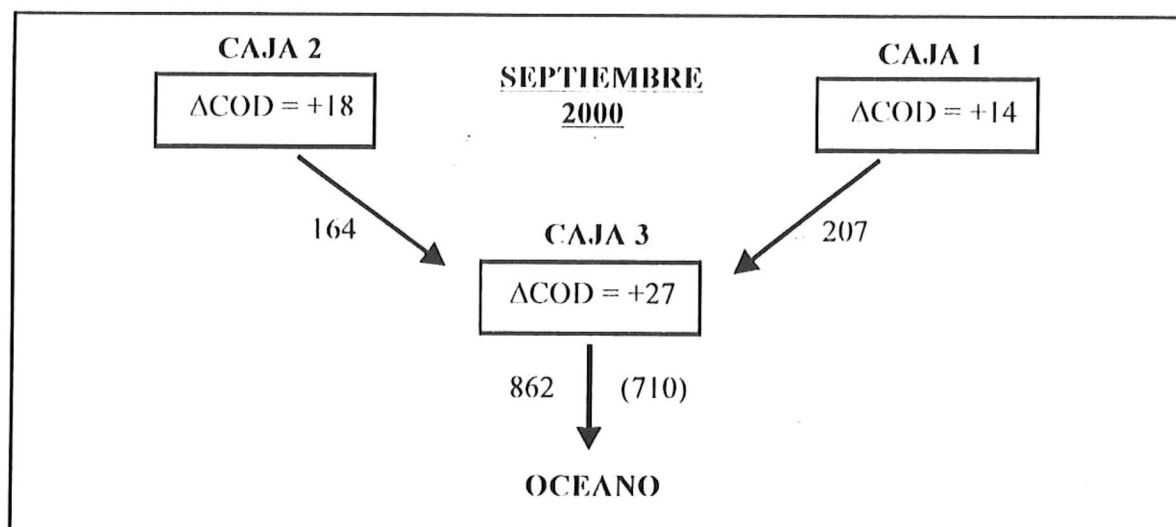 CAJA 2
CAJA 1
SEPTIEMBRE
2000
ΔCOD = +18
ΔCOD = +14
164
207
CAJA 3
ΔCOD = +27
862
(710)
OCEANO